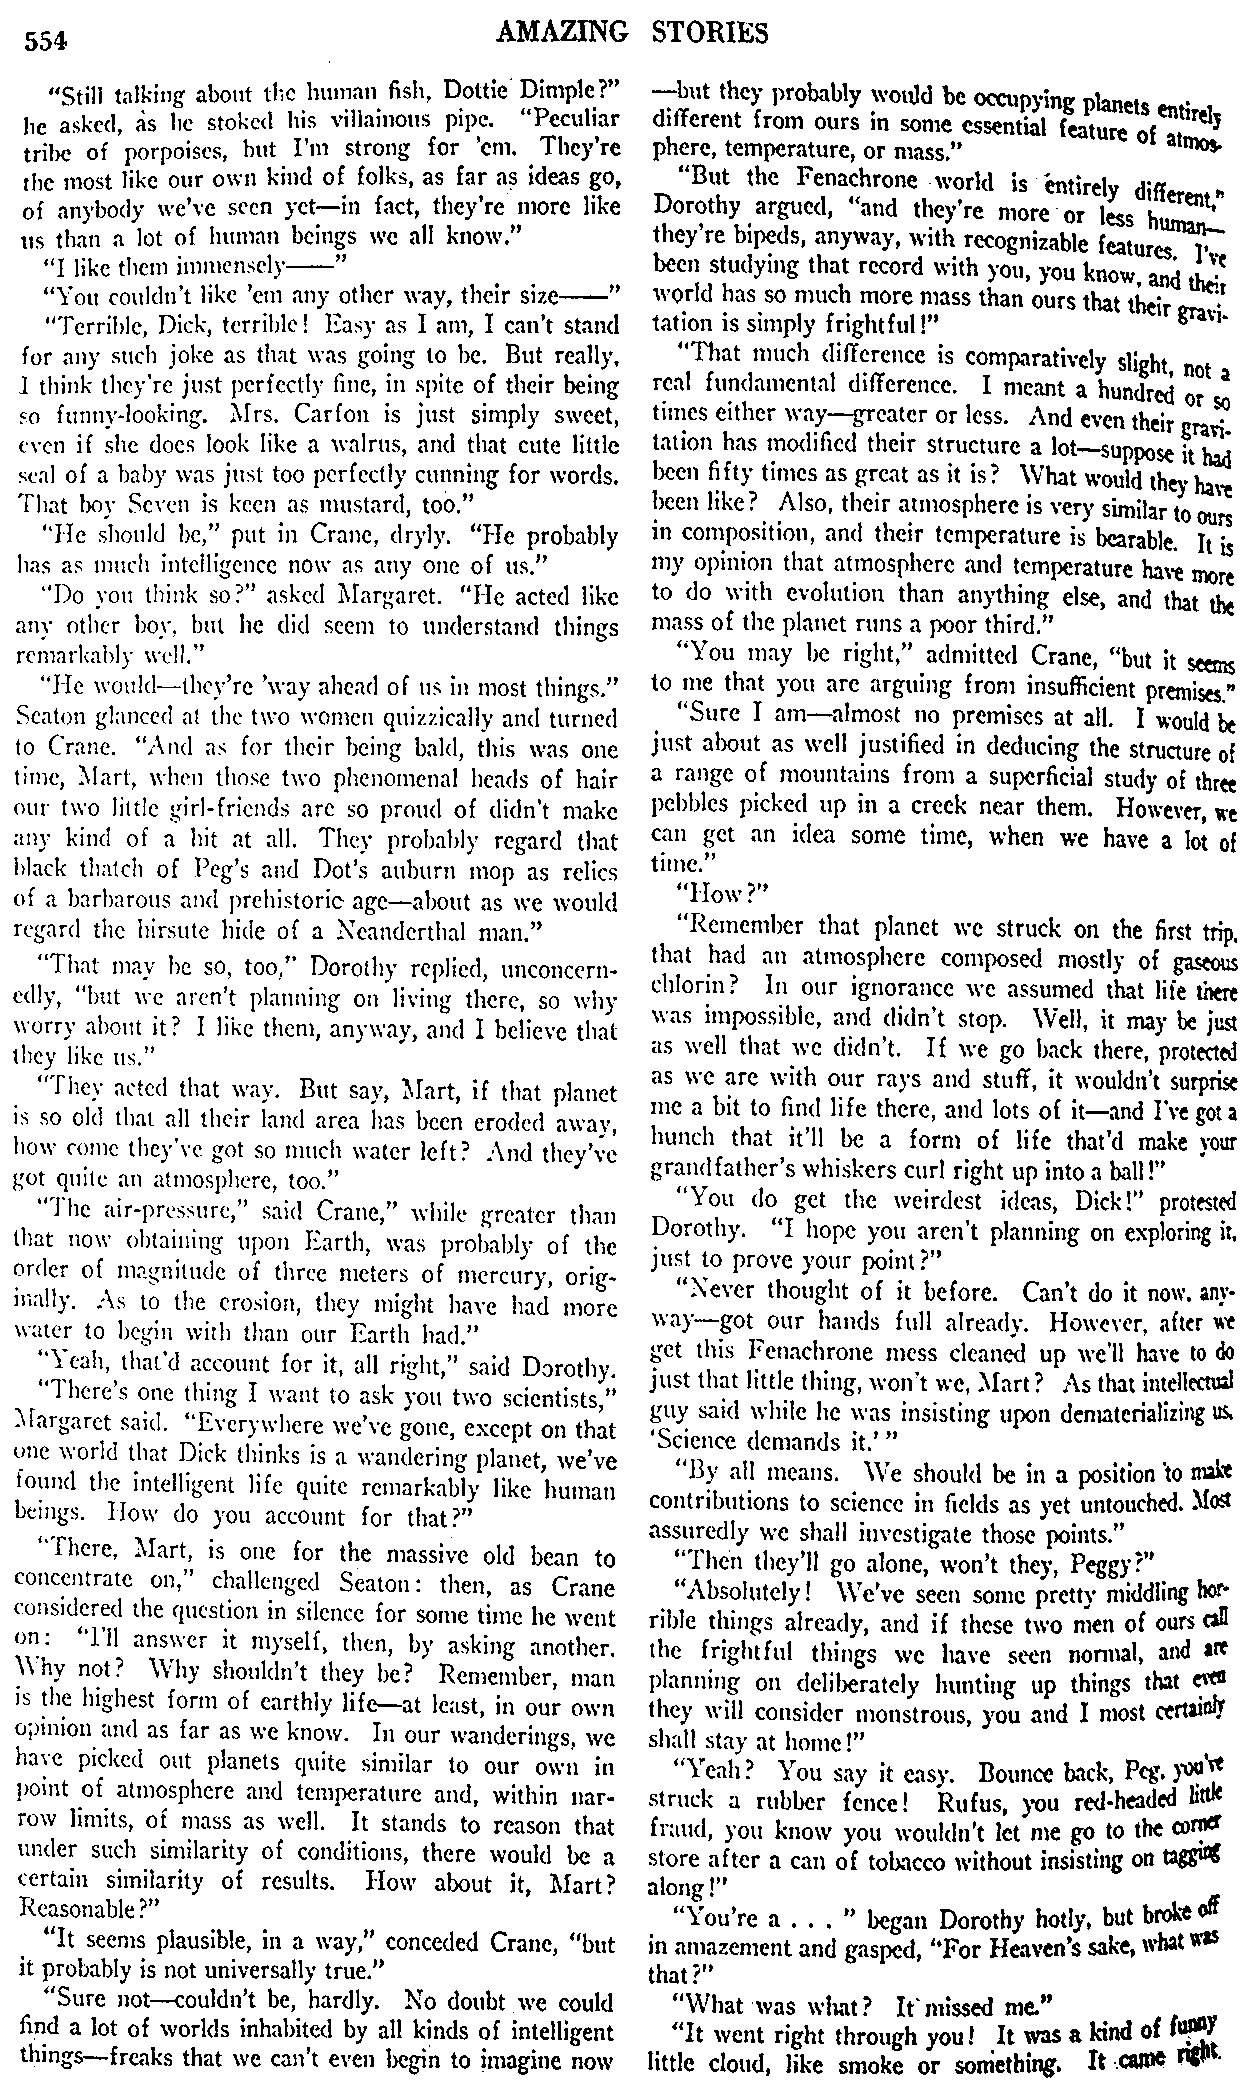 554
AMAZING STORIES
"Still talking about the human fish, Dottie Dimple?"
he asked, as he stoked his villainous pipe. "Peculiar
tribe of porpoises, but I'm strong for 'em. They're
the most like our own kind of folks, as far as ideas go,
of anybody we've seen yet—in fact, they're more like
us than a lot of human beings we all know."
"I like them immensely——"
"You couldn't like 'em any other way, their size——"
"Terrible, Dick, terrible! Easy as I am, I can't stand
for any such joke as that was going to be. But really,
I think they're just perfectly fine, in spite of their being
so funny-looking. Mrs. Carfon is just simply sweet,
even if she does look like a walrus, and that cute little
seal of a baby was just too perfectly cunning for words.
That boy Seven is keen as mustard, too."
"He should be," put in Crane, dryly. "He probably
has as much intelligence now as any one of us."
"Do you think so?" asked Margaret. "He acted like
any other boy, but he did seem to understand things
remarkably well."
"He would—they're 'way ahead of us in most things."
Seaton glanced at the two women quizzically and turned
to Crane. "And as for their being bald, this was one
time, Mart, when those two phenomenal heads of hair
our two little girl-friends are so proud of didn't make
any kind of a hit at all. They probably regard that
black thatch of Peg's and Dot's auburn mop as relics
of a barbarous and prehistoric age—about as we would
regard the hirsute hide of a Neanderthal man."
"That may be so, too," Dorothy replied, unconcern-
edly, "but we aren't planning on living there, so why
worry about it? I like them, anyway, and I believe that
they like us."
"They acted that way. But say, Mart, if that planet
is so old that all their land area has been eroded away,
how come they've got so much water left? And they've
got quite an atmosphere, too."
"The air-pressure," said Crane," while greater than
that now obtaining upon Earth, was probably of the
order of magnitude of three meters of mercury, orig-
inally. As to the erosion, they might have had more
water to begin with than our Earth had."
"Yeah, that'd account for it, all right," said Dorothy.
"There's one thing I want to ask you two scientists,"
Margaret said. "Everywhere we've gone, except on that
one world that Dick thinks is a wandering planet, we've
found the intelligent life quite remarkably like human
beings. How do you account for that?"
"There, Mart, is one for the massive old bean to
concentrate on," challenged Seaton: then, as Crane
considered the question in silence for some time he went
on: "I'll answer it myself, then, by asking another.
Why not? Why shouldn't they be? Remember, man
is the highest form of earthly life—at least, in our own
opinion and as far as we know. In our wanderings, we
have picked out planets quite similar to our own in
point of atmosphere and temperature and, within nar-
row limits, of mass as well. It stands to reason that
under such similarity of conditions, there would be a
certain similarity of results. How about it, Mart?
Reasonable?"
"It seems plausible, in a way," conceded Crane, "but
it probably is not universally true."
"Sure not—couldn't be, hardly. No doubt we could
find a lot of worlds inhabited by all kinds of intelligent
things—freaks that we can't even begin to imagine now
—but they probably would be occupying planets entirely
different from ours in some essential feature of atmos-
phere, temperature, or mass."
"But the Fenachrone world is entirely different,"
Dorothy argued, "and they're more or less human—
they're bipeds, anyway, with recognizable features. I've
been studying that record with you, you know, and their
world has so much more mass than ours that their gravi-
tation is simply frightful!"
"That much difference is comparatively slight, not a
real fundamental difference. I meant a hundred or so
times either way—greater or less. And even their gravi-
tation has modified their structure a lot—suppose it had
been fifty times as great as it is? What would they have
been like? Also, their atmosphere is very similar to ours
in composition, and their temperature is bearable. It is
my opinion that atmosphere and temperature have more
to do with evolution than anything else, and that the
mass of the planet runs a poor third."
"You may be right," admitted Crane, "but it seems
to me that you are arguing from insufficient premises."
"Sure I am—almost no premises at all. I would be
just about as well justified in deducing the structure of
a range of mountains from a superficial study of three
pebbles picked up in a creek near them. However, we
can get an idea some time, when we have a lot of
time."
"How?"
"Remember that planet we struck on the first trip,
that had an atmosphere composed mostly of gaseous
chlorin? In our ignorance we assumed that life there
was impossible, and didn't stop. Well, it may be just
as well that we didn't. If we go back there, protected
as we are with our rays and stuff, it wouldn't surprise
me a bit to find life there, and lots of it—and I've got a
hunch that it'll be a form of life that'd make your
grandfather's whiskers curl right up into a ball!"
"You do get the weirdest ideas, Dick!" protested
Dorothy. "I hope you aren't planning on exploring it,
just to prove your point?"
"Never thought of it before. Can't do it now, any-
way—got our hands full already. However, after we
get this Fenachrone mess cleaned up we'll have to do
just that little thing, won't we, Mart? As that intellectual
guy said while he was insisting upon dematerializing us,
'Science demands it.' "
"By all means. We should be in a position to make
contributions to science in fields as yet untouched. Most
assuredly we shall investigate those points."
"Then they'll go alone, won't they, Peggy?"
"Absolutely! We've seen some pretty middling hor-
rible things already, and if these two men of ours call
the frightful things we have seen normal, and are
planning on deliberately hunting up things that even
they will consider monstrous, you and I most certainly
shall stay at home!"
"Yeah? You say it easy. Bounce back, Peg, you've
struck a rubber fence! Rufus, you red-headed little
fraud, you know you wouldn't let me go to the corner
store after a can of tobacco without insisting on tagging
along!"
"You're a . . . " began Dorothy hotly, but broke off
in amazement and gasped, "For Heaven's sake, what was
that?"
"What was what? It missed me."
"It went right through you! It was a kind of funny
little cloud, like smoke or something. It came right